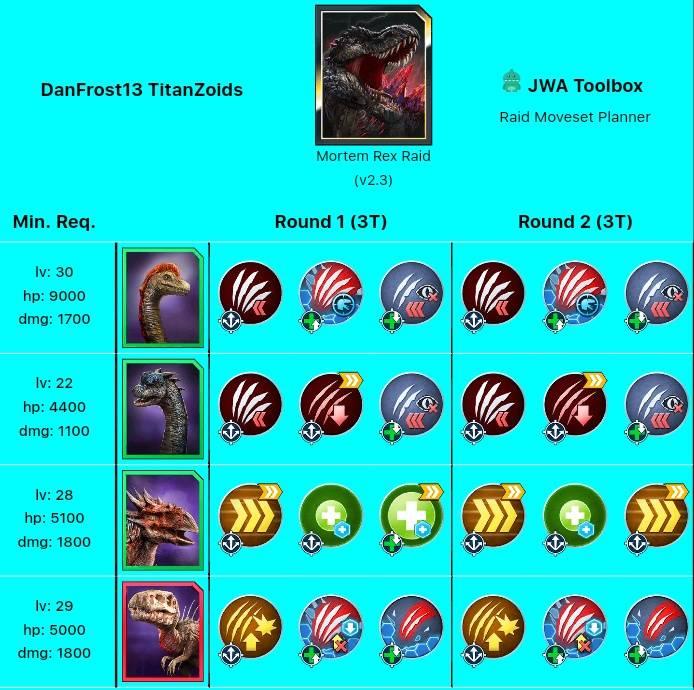 DanFrost13 TitanZoids
JWA Toolbox
Raid Moveset Planner
Mortem Rex Raid
(v2.3)
Min. Req.
Round 1 (3T)
Round 2 (3T)
lv: 30
hp: 9000
dmg: 1700
lv: 22
hp: 4400
dmg: 1100
lv: 28
hp: 5100
dmg: 1800
lv: 29
hp: 5000
dmg: 1800